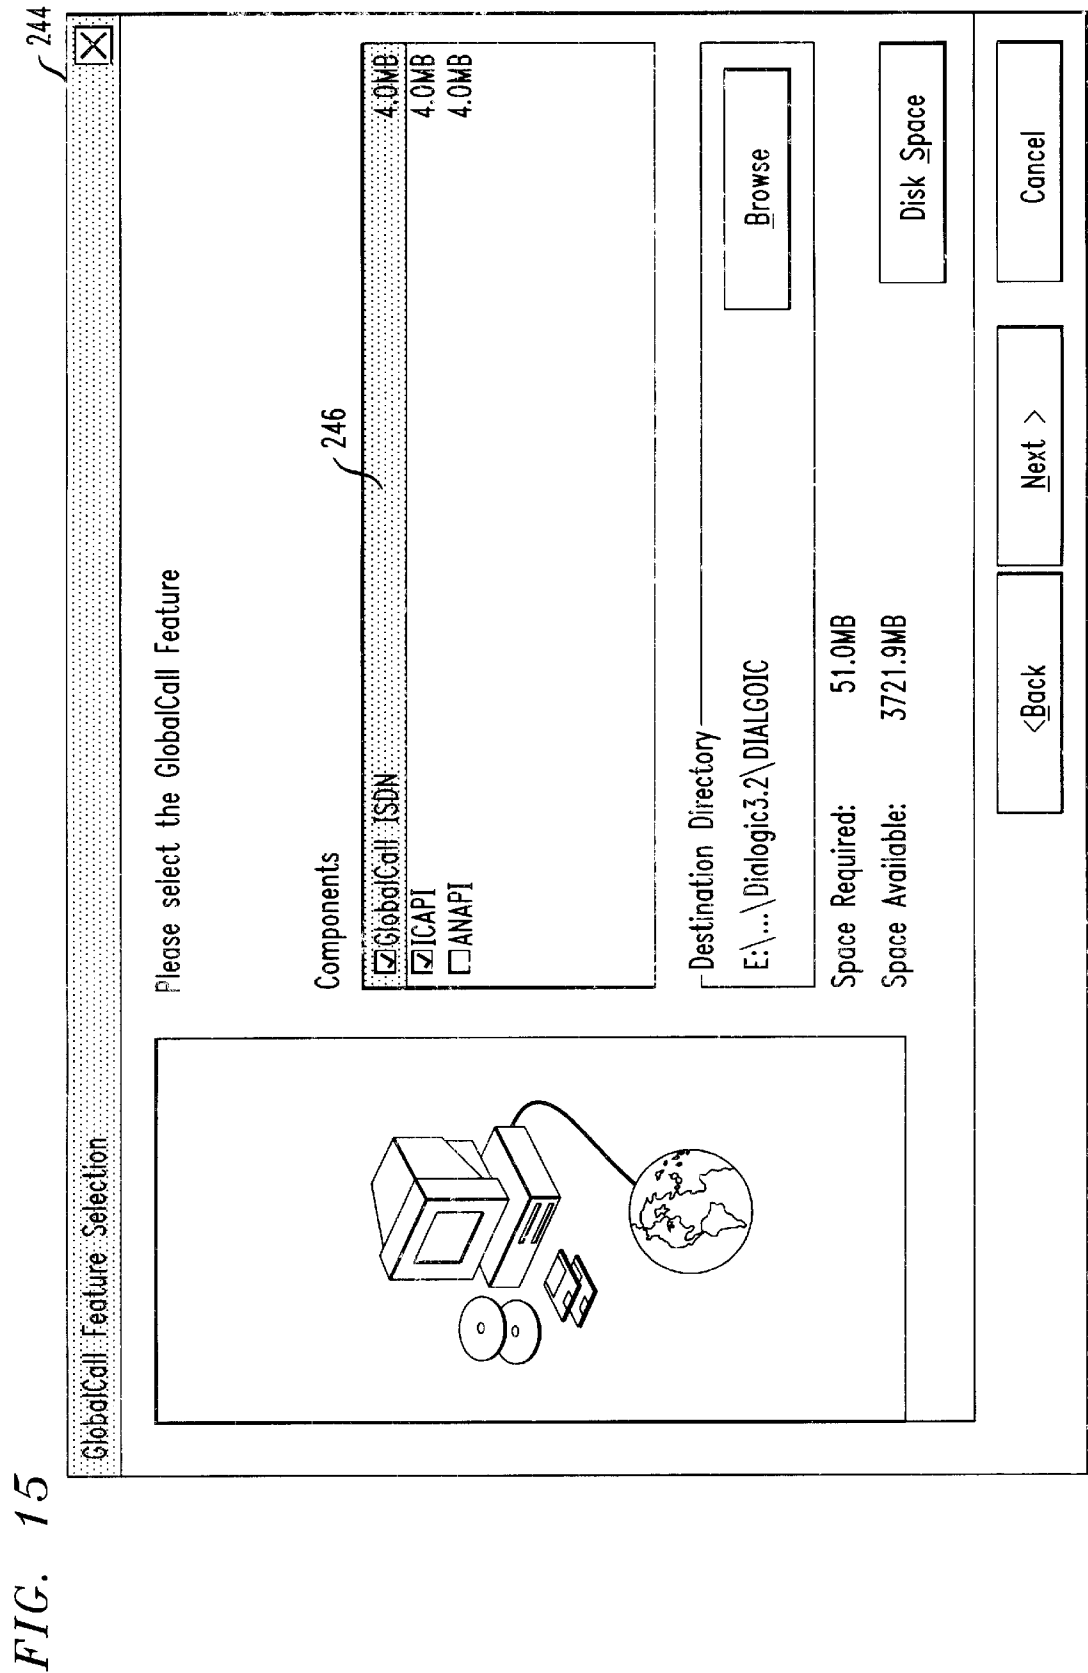 FIG. 15
244
GlobalCall Feature Selection
Please select the GlobalCall Feature
Components
246
GlobalCall ISDN 4.0MB
ICAPI 4.0MB
ANAPI 4.0MB
Destination Directory
E:\...\Dialogic3.2\DIALGOIC
Browse
Space Required: 51.0MB
Space Available: 3721.9MB
Disk Space
<Back
Next >
Cancel